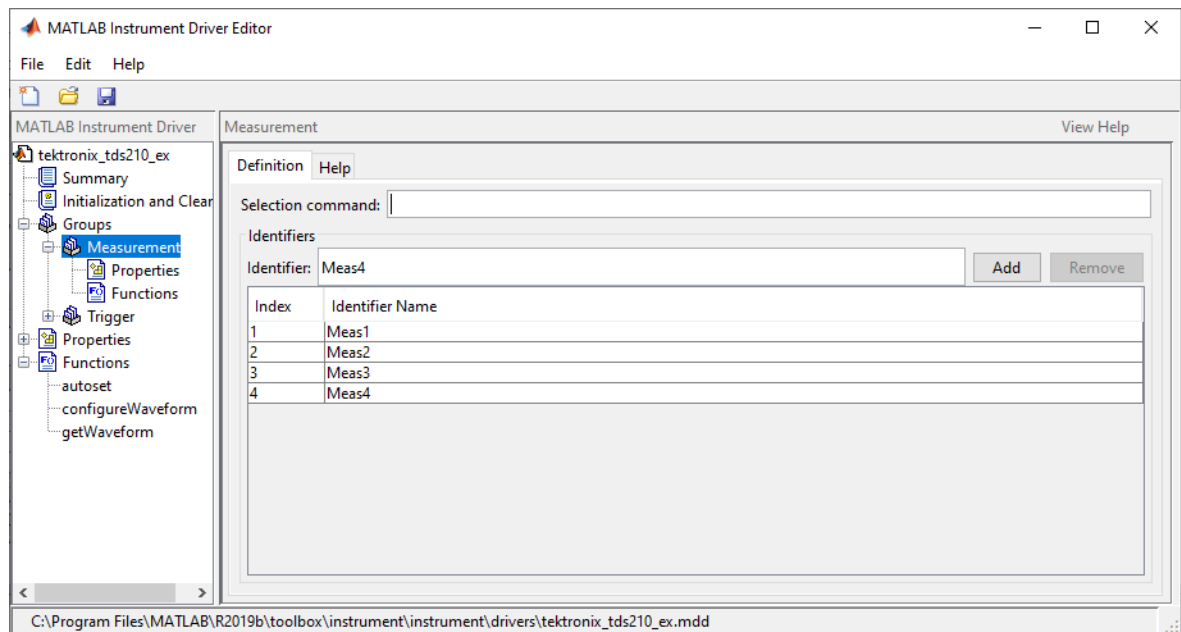 MATLAB Instrument Driver Editor
File Edit Help
MATLAB Instrument Driver
tektronix_tds210_ex
Summary
Initialization and Clear
Groups
Measurement
Properties
Functions
Trigger
Properties
Functions
autoset
configureWaveform
getWaveform
Measurement View Help
Definition Help
Selection command:
Identifiers
Identifier: Meas4 Add Remove
Index Identifier Name
1 Meas1
2 Meas2
3 Meas3
4 Meas4
C:\Program Files\MATLAB\R2019b\toolbox\instrument\instrument\drivers\tektronix_tds210_ex.mdd